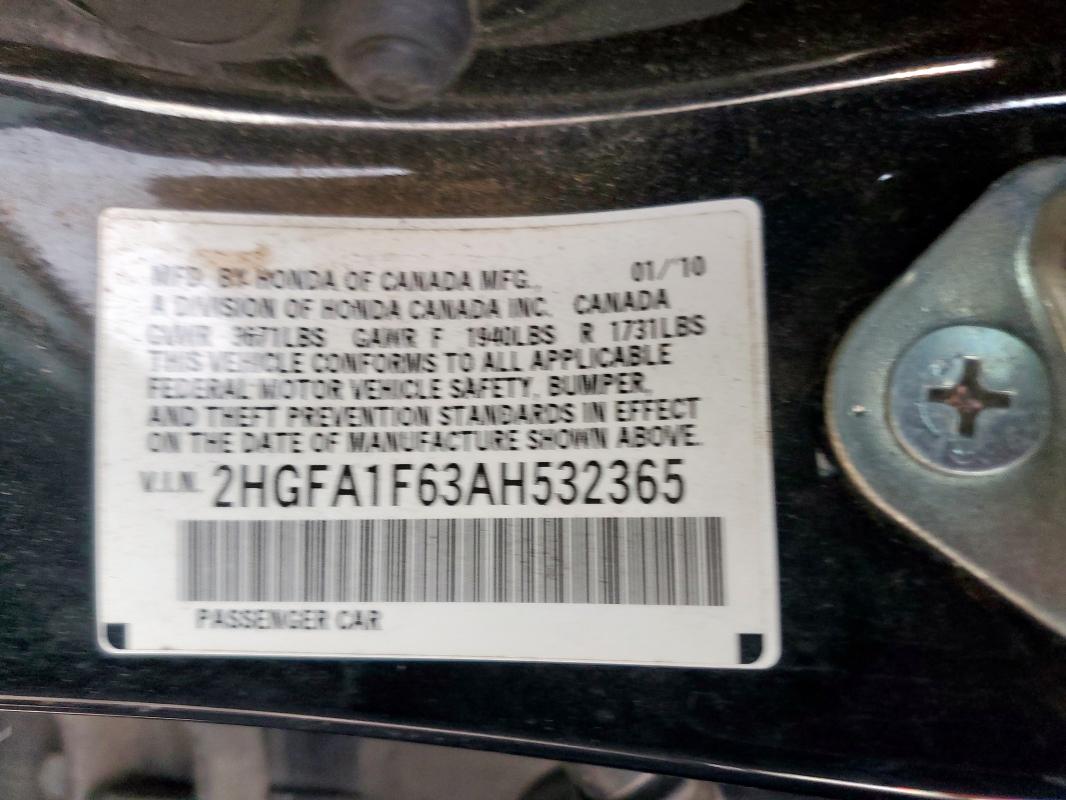 MFD. BY HONDA OF CANADA MFG., 01/'10
A DIVISION OF HONDA CANADA INC. CANADA
GVWR 3671LBS GAWR F 1940LBS R 1731LBS
THIS VEHICLE CONFORMS TO ALL APPLICABLE
FEDERAL MOTOR VEHICLE SAFETY, BUMPER,
AND THEFT PREVENTION STANDARDS IN EFFECT
ON THE DATE OF MANUFACTURE SHOWN ABOVE.
V.I.N. 2HGFA1F63AH532365
PASSENGER CAR